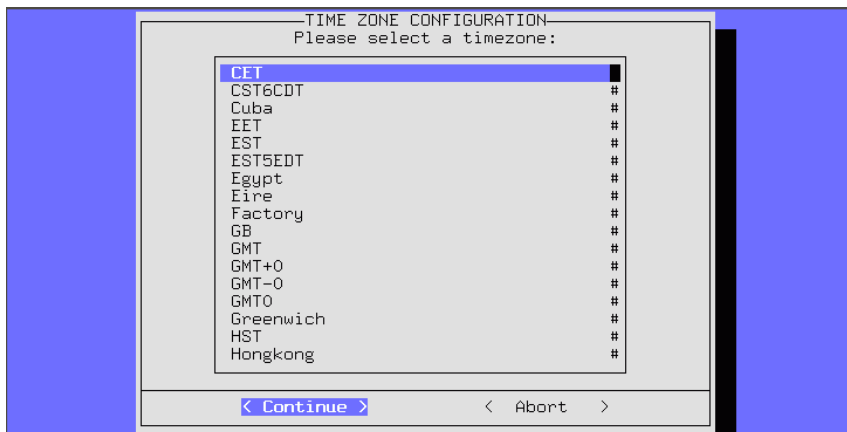 TIME ZONE CONFIGURATION
Please select a timezone:
CET
CST6CDT #
Cuba #
EET #
EST #
EST5EDT #
Egypt #
Eire #
Factory #
GB #
GMT #
GMT+0 #
GMT-0 #
GMT0 #
Greenwich #
HST #
Hongkong #
< Continue > < Abort >